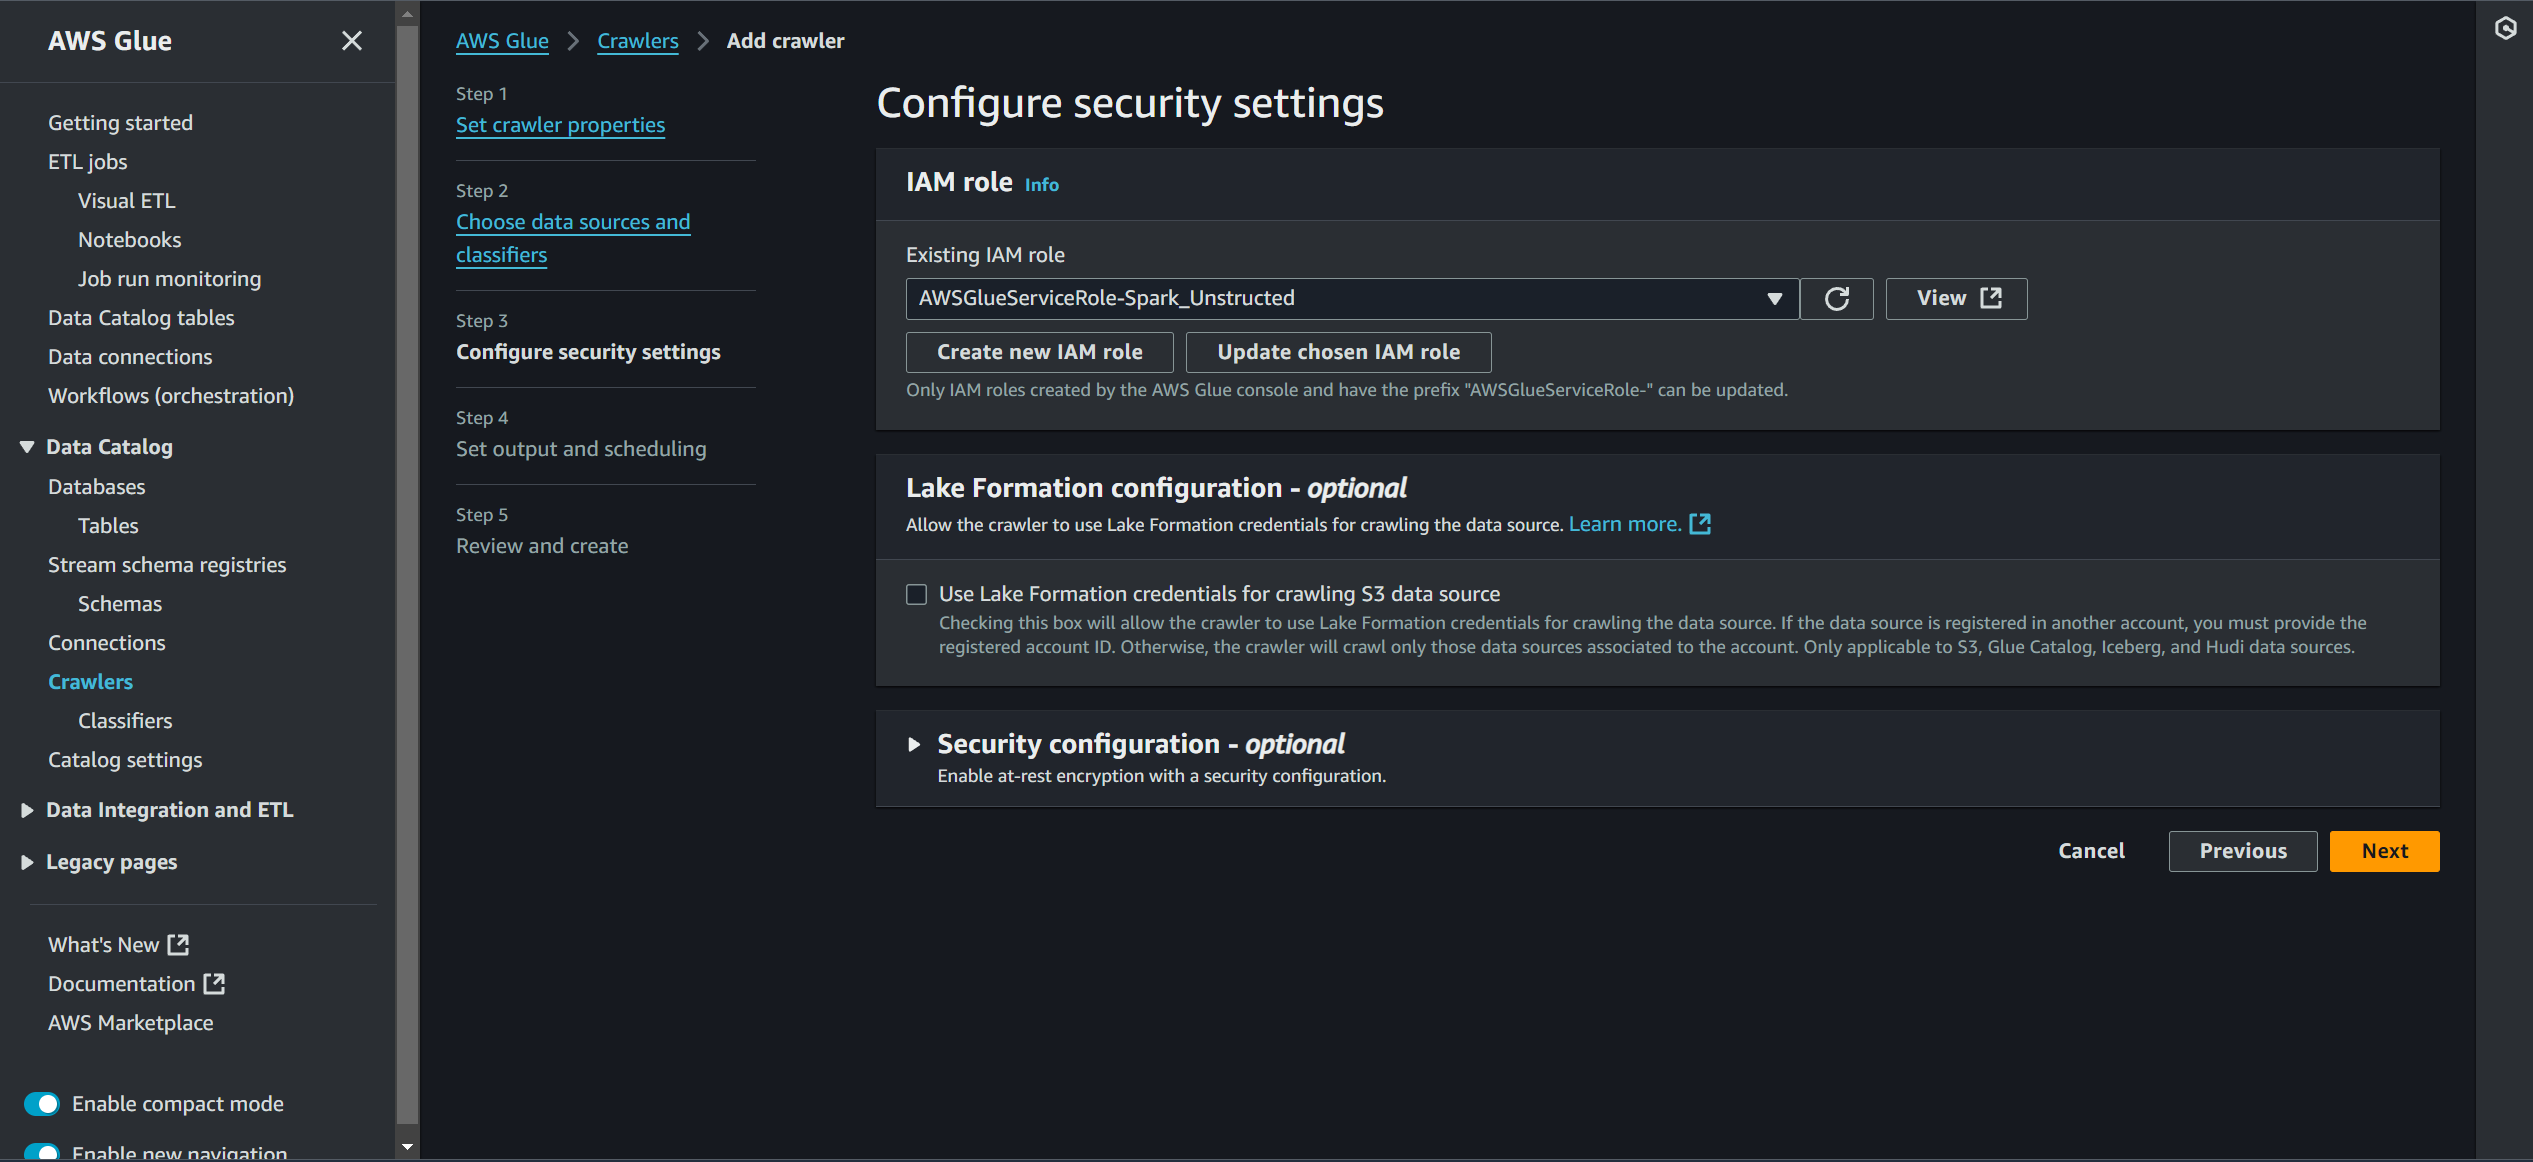 AWS Glue
Getting started
ETL jobs
Visual ETL
Notebooks
Job run monitoring
Data Catalog tables
Data connections
Workflows (orchestration)
Data Catalog
Databases
Tables
Stream schema registries
Schemas
Connections
Crawlers
Classifiers
Catalog settings
Data Integration and ETL
Legacy pages
What's New
Documentation
AWS Marketplace
Enable compact mode
Enable new navigation
AWS Glue > Crawlers > Add crawler
Step 1
Set crawler properties
Step 2
Choose data sources and
classifiers
Step 3
Configure security settings
Step 4
Set output and scheduling
Step 5
Review and create
Configure security settings
IAM role Info
Existing IAM role
AWSGlueServiceRole-Spark_Unstructed
View
Create new IAM role
Update chosen IAM role
Only IAM roles created by the AWS Glue console and have the prefix "AWSGlueServiceRole-" can be updated.
Lake Formation configuration - optional
Allow the crawler to use Lake Formation credentials for crawling the data source. Learn more.
Use Lake Formation credentials for crawling S3 data source
Checking this box will allow the crawler to use Lake Formation credentials for crawling the data source. If the data source is registered in another account, you must provide the
registered account ID. Otherwise, the crawler will crawl only those data sources associated to the account. Only applicable to S3, Glue Catalog, Iceberg, and Hudi data sources.
Security configuration - optional
Enable at-rest encryption with a security configuration.
Cancel
Previous
Next